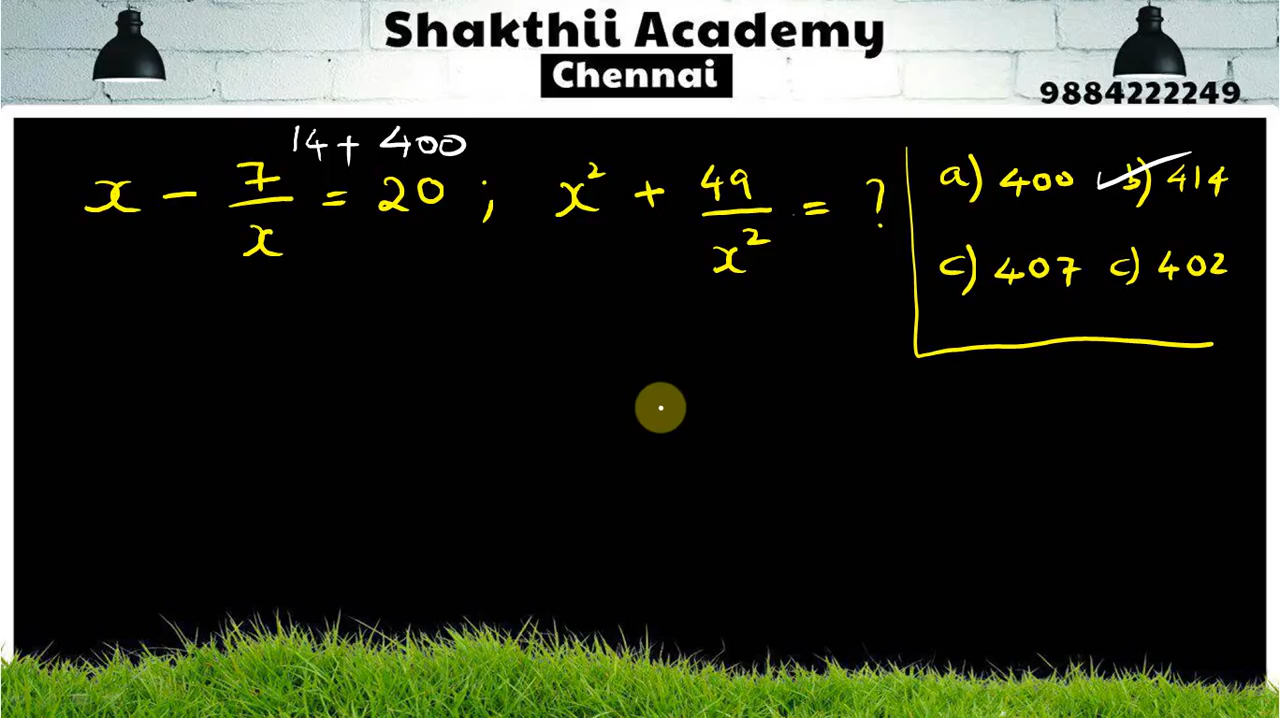 Shakthii Academy
Chennai
9884222249
14 + 400
x - 7/x = 20 ; x² + 49/x² = ?
a) 400 b) 414
c) 407 c) 402